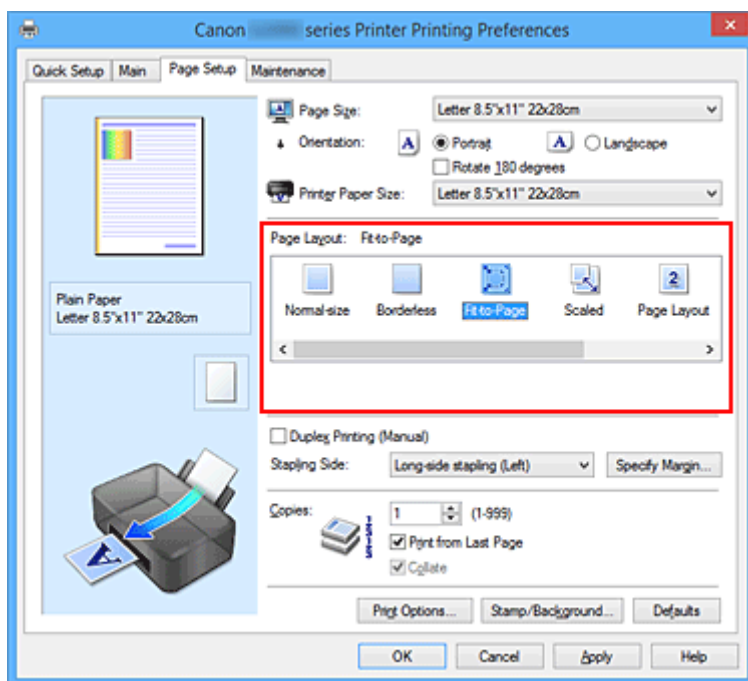 Canon series Printer Printing Preferences
Quick Setup Main Page Setup Maintenance
Page Size: Letter 8.5"x11" 22x28cm
Orientation: A Portrait A Landscape
Rotate 180 degrees
Printer Paper Size: Letter 8.5"x11" 22x28cm
Page Layout: Fit-to-Page
Normal-size Borderless Fit-to-Page Scaled 2 Page Layout
Plain Paper
Letter 8.5"x11" 22x28cm
Duplex Printing (Manual)
Stapling Side: Long-side stapling (Left) Specify Margin...
Copies: 1 (1-999)
Print from Last Page
Collate
A
Print Options... Stamp/Background... Defaults
OK Cancel Apply Help